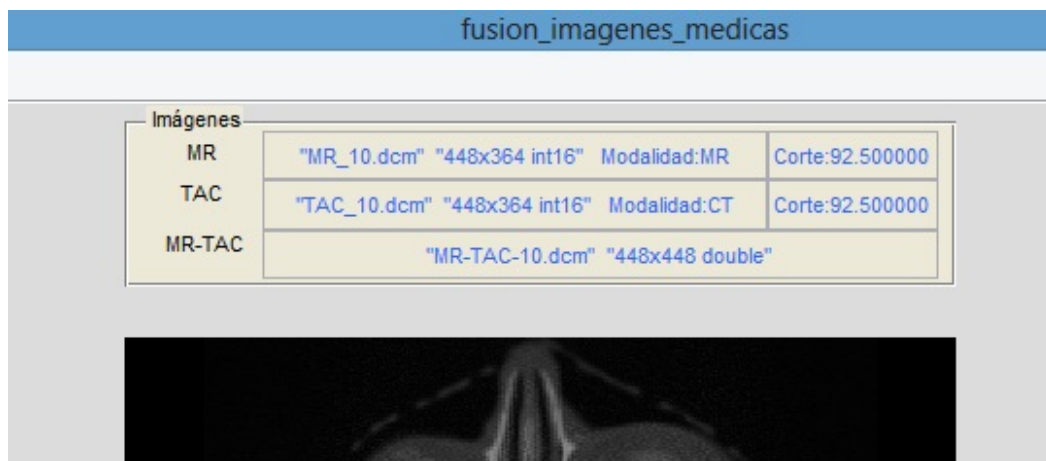 fusion_imagenes_medicas
Imágenes
MR "MR_10.dcm" "448x364 int16" Modalidad:MR Corte:92.500000
TAC "TAC_10.dcm" "448x364 int16" Modalidad:CT Corte:92.500000
MR-TAC "MR-TAC-10.dcm" "448x448 double"